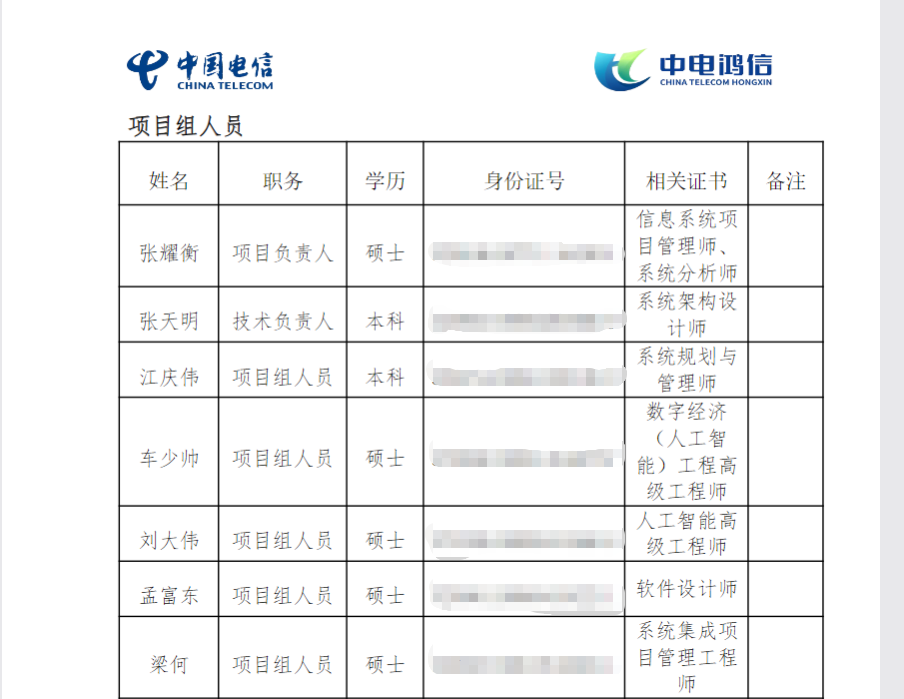 中国电信
CHINA TELECOM
中电鸿信
CHINA TELECOM HONGXIN
项目组人员
姓名 职务 学历 身份证号 相关证书 备注
张耀衡 项目负责人 硕士 信息系统项
目管理师、
系统分析师
张天明 技术负责人 本科 系统架构设
计师
江庆伟 项目组人员 本科 系统规划与
管理师
车少帅 项目组人员 硕士 数字经济
（人工智
能）工程高
级工程师
刘大伟 项目组人员 硕士 人工智能高
级工程师
孟富东 项目组人员 硕士 软件设计师
梁何 项目组人员 硕士 系统集成项
目管理工程
师